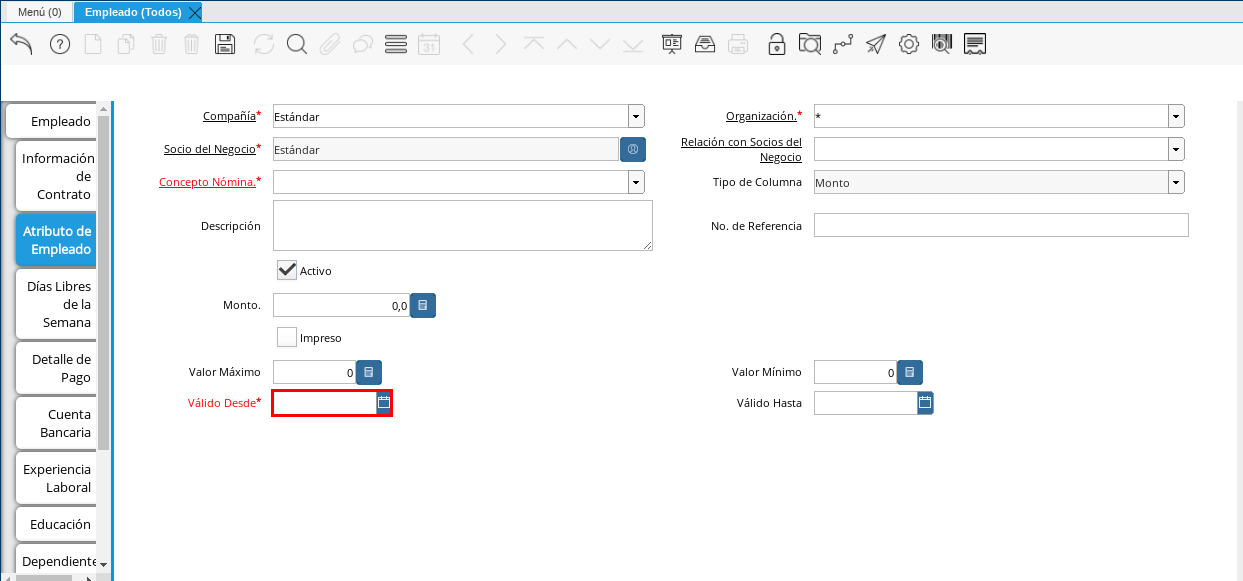 Menú (0)
Empleado (Todos)
31
Empleado
Información
de
Contrato
Atributo de
Empleado
Días Libres
de la
Semana
Detalle de
Pago
Cuenta
Bancaria
Experiencia
Laboral
Educación
Dependiente
Compañía*
Estándar
Organización.*
*
Socio del Negocio*
Estándar
Relación con Socios del
Negocio
Concepto Nómina.*
Tipo de Columna
Monto
Descripción
No. de Referencia
Activo
Monto.
0,0
Impreso
Valor Máximo
0
Valor Mínimo
0
Válido Desde*
Válido Hasta